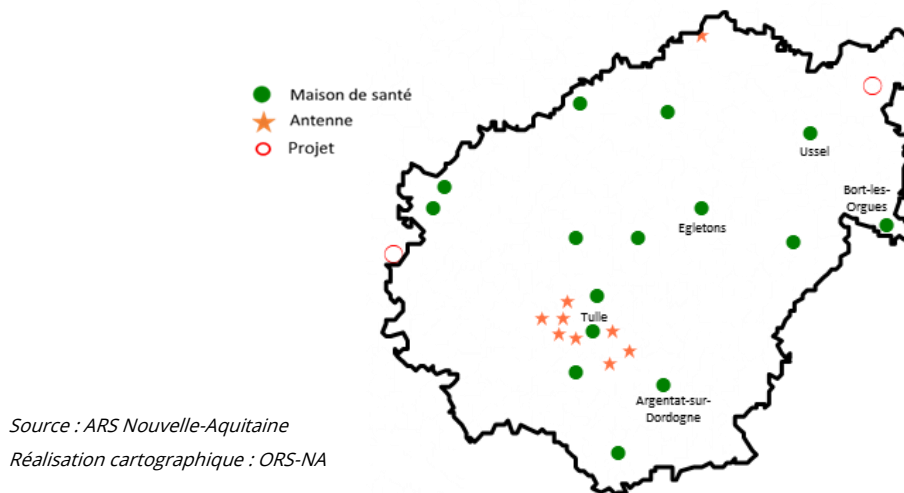 Maison de santé
Antenne
Projet
Ussel
Bort-les-
Orgues
Egletons
Tulle
Argentat-sur-
Dordogne
Source : ARS Nouvelle-Aquitaine
Réalisation cartographique : ORS-NA